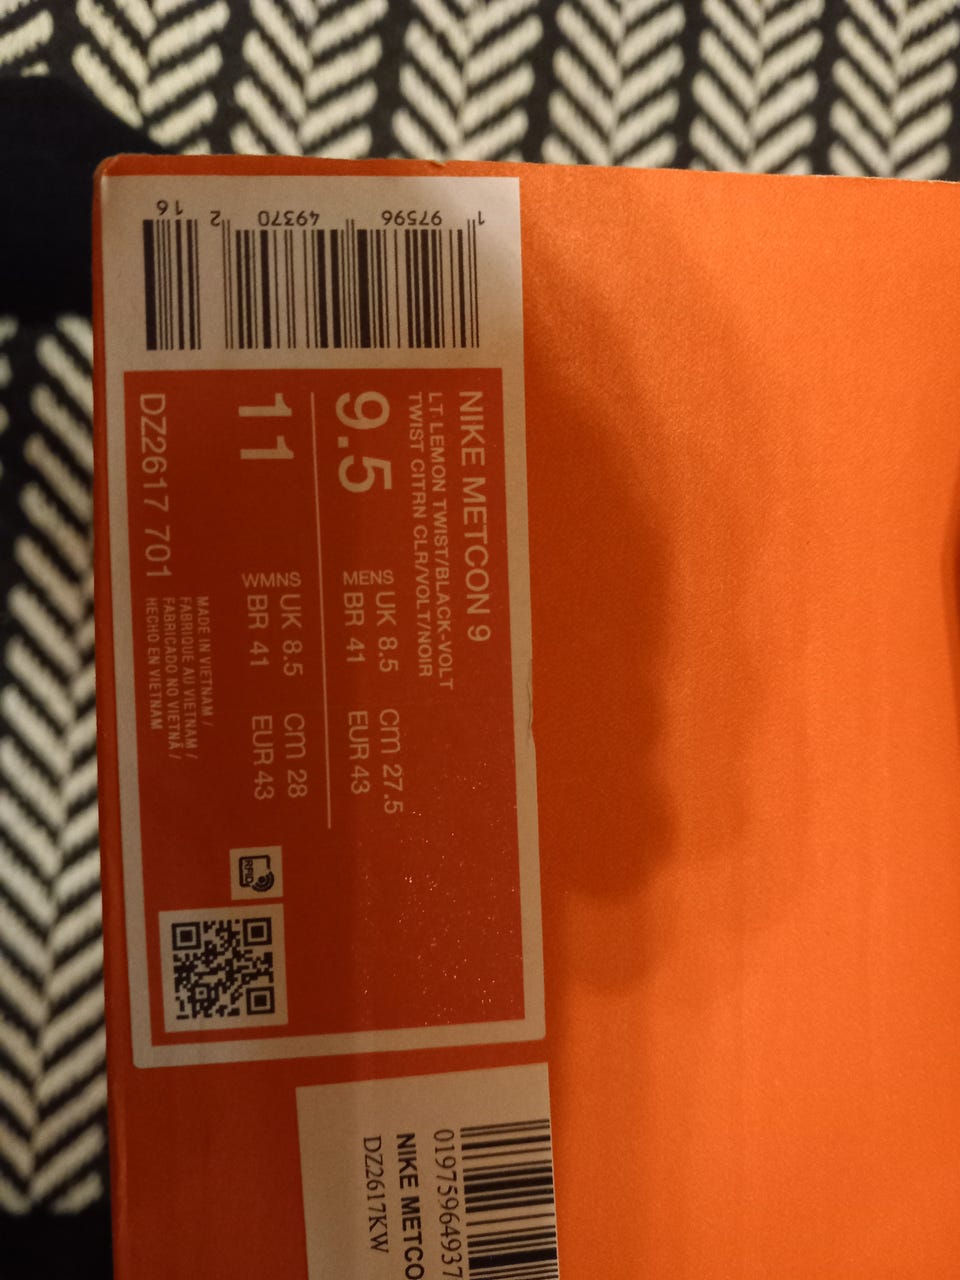 NIKE METCON 9
LT LEMON TWIST/BLACK-VOLT
TWIST CITRN CLR/VOLT/NOIR
9.5
MENS
UK 8.5 cm 27.5
BR 41 EUR 43
11
WMNS
UK 8.5 cm 28
BR 41 EUR 43
DZ2617 701
MADE IN VIETNAM /
FABRIQUE AU VIETNAM /
FABRICADO NO VIETNÃ /
HECHO EN VIETNAM
RFID
1 97596 49370 2 16
01975964937
NIKE METCO
DZ2617KW